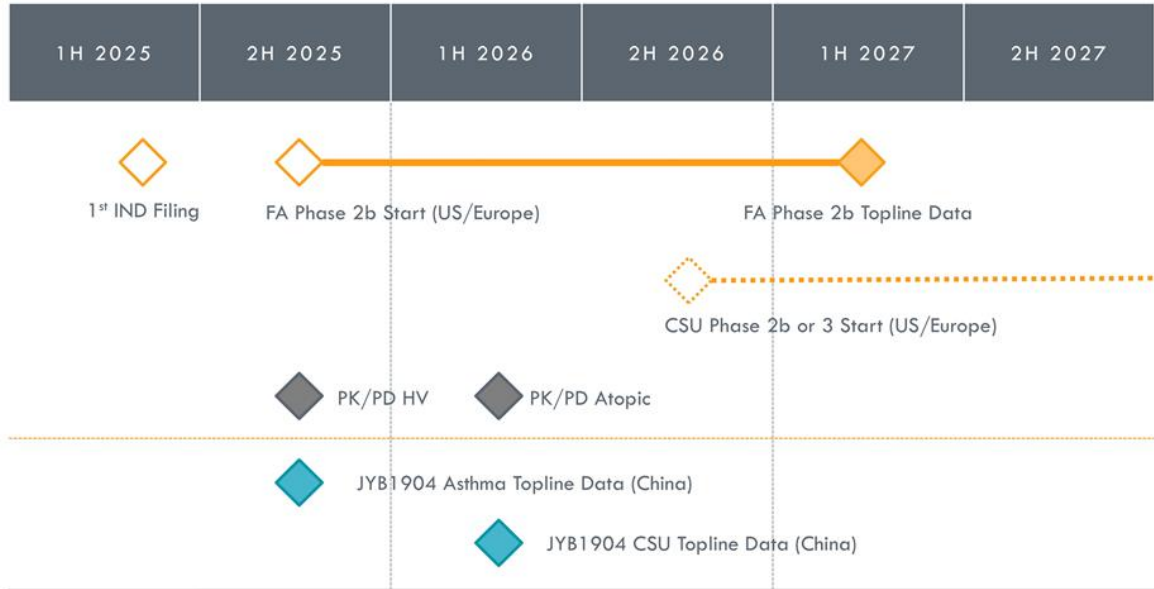 1H 2025
2H 2025
1H 2026
2H 2026
1H 2027
2H 2027
1st IND Filing
FA Phase 2b Start (US/Europe)
FA Phase 2b Topline Data
CSU Phase 2b or 3 Start (US/Europe)
PK/PD HV
PK/PD Atopic
JYB1904 Asthma Topline Data (China)
JYB1904 CSU Topline Data (China)